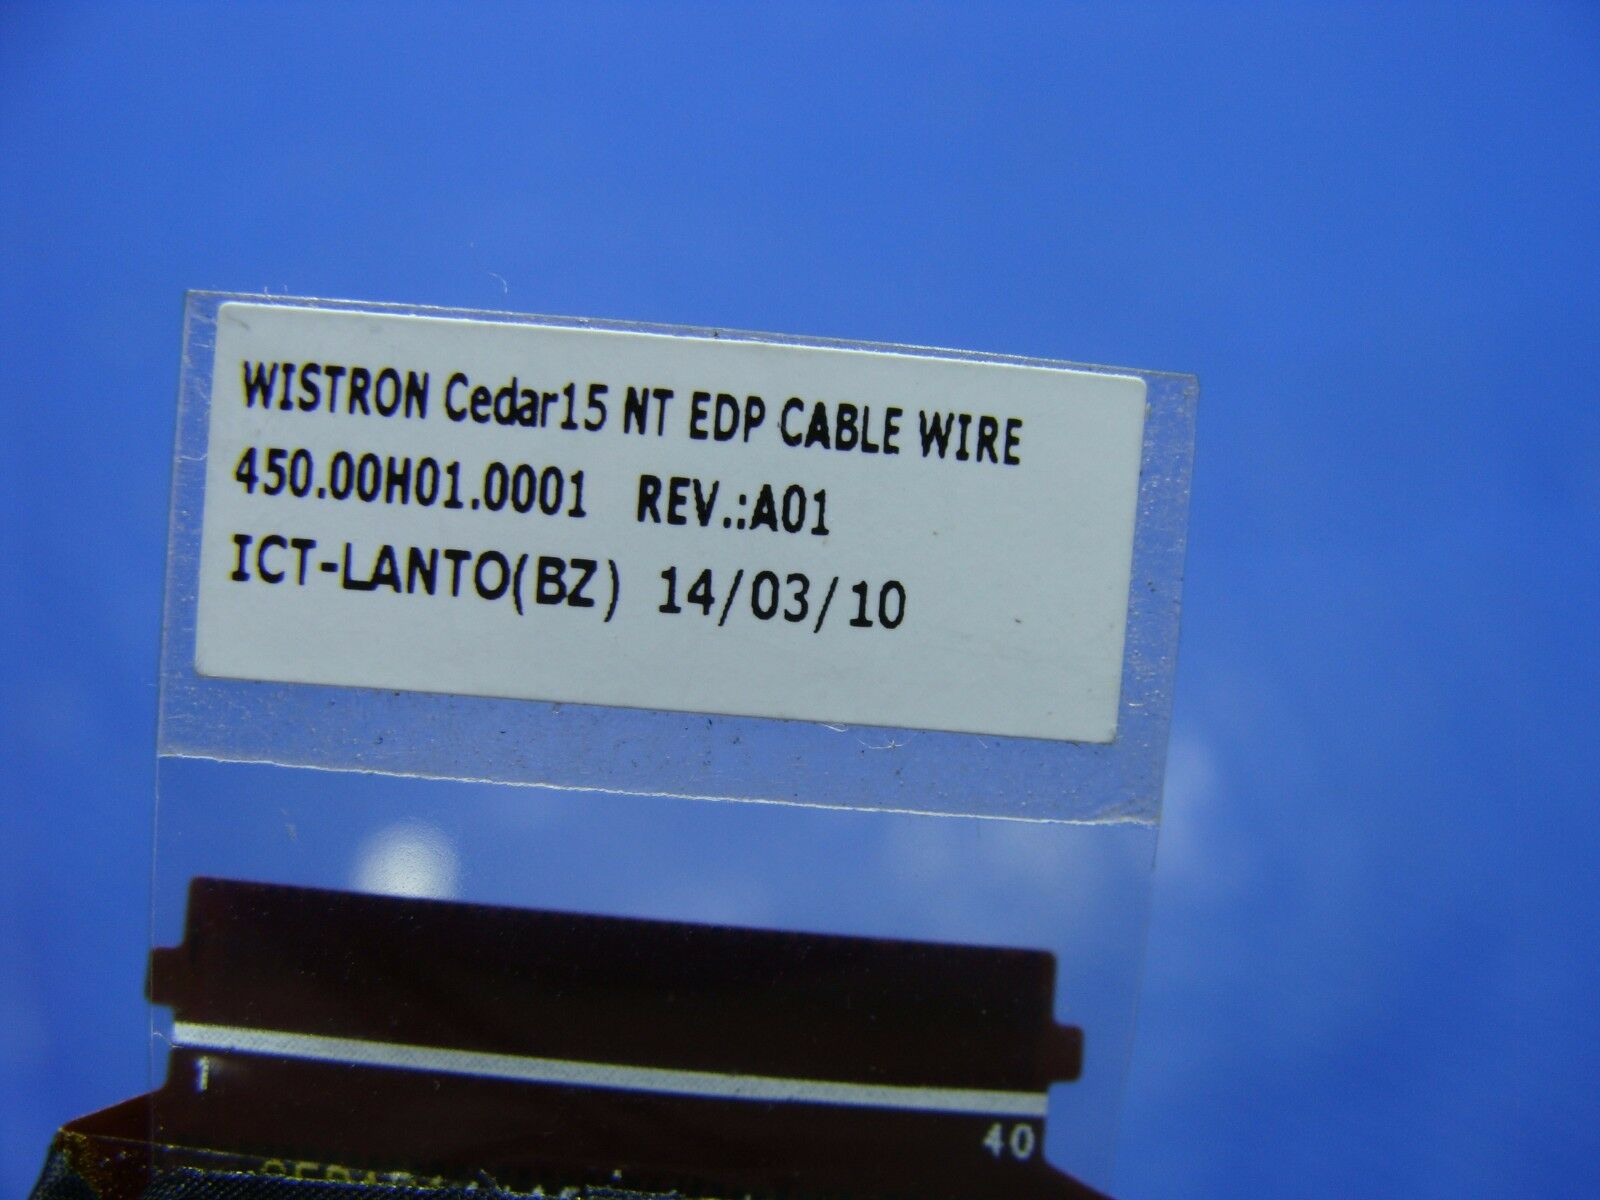 WISTRON Cedar15 NT EDP CABLE WIRE
450.00H01.0001 REV.:A01
ICT-LANTO(BZ) 14/03/10
1
40